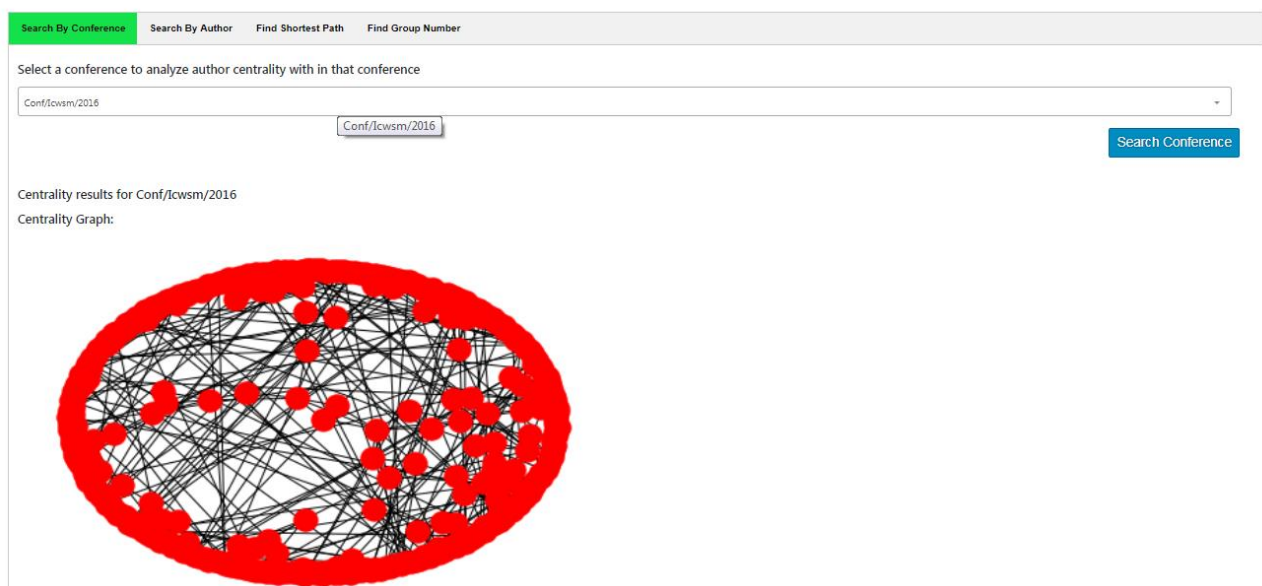 Search By Conference Search By Author Find Shortest Path Find Group Number
Select a conference to analyze author centrality with in that conference
Conf/Icwsm/2016
Conf/Icwsm/2016
Search Conference
Centrality results for Conf/Icwsm/2016
Centrality Graph: